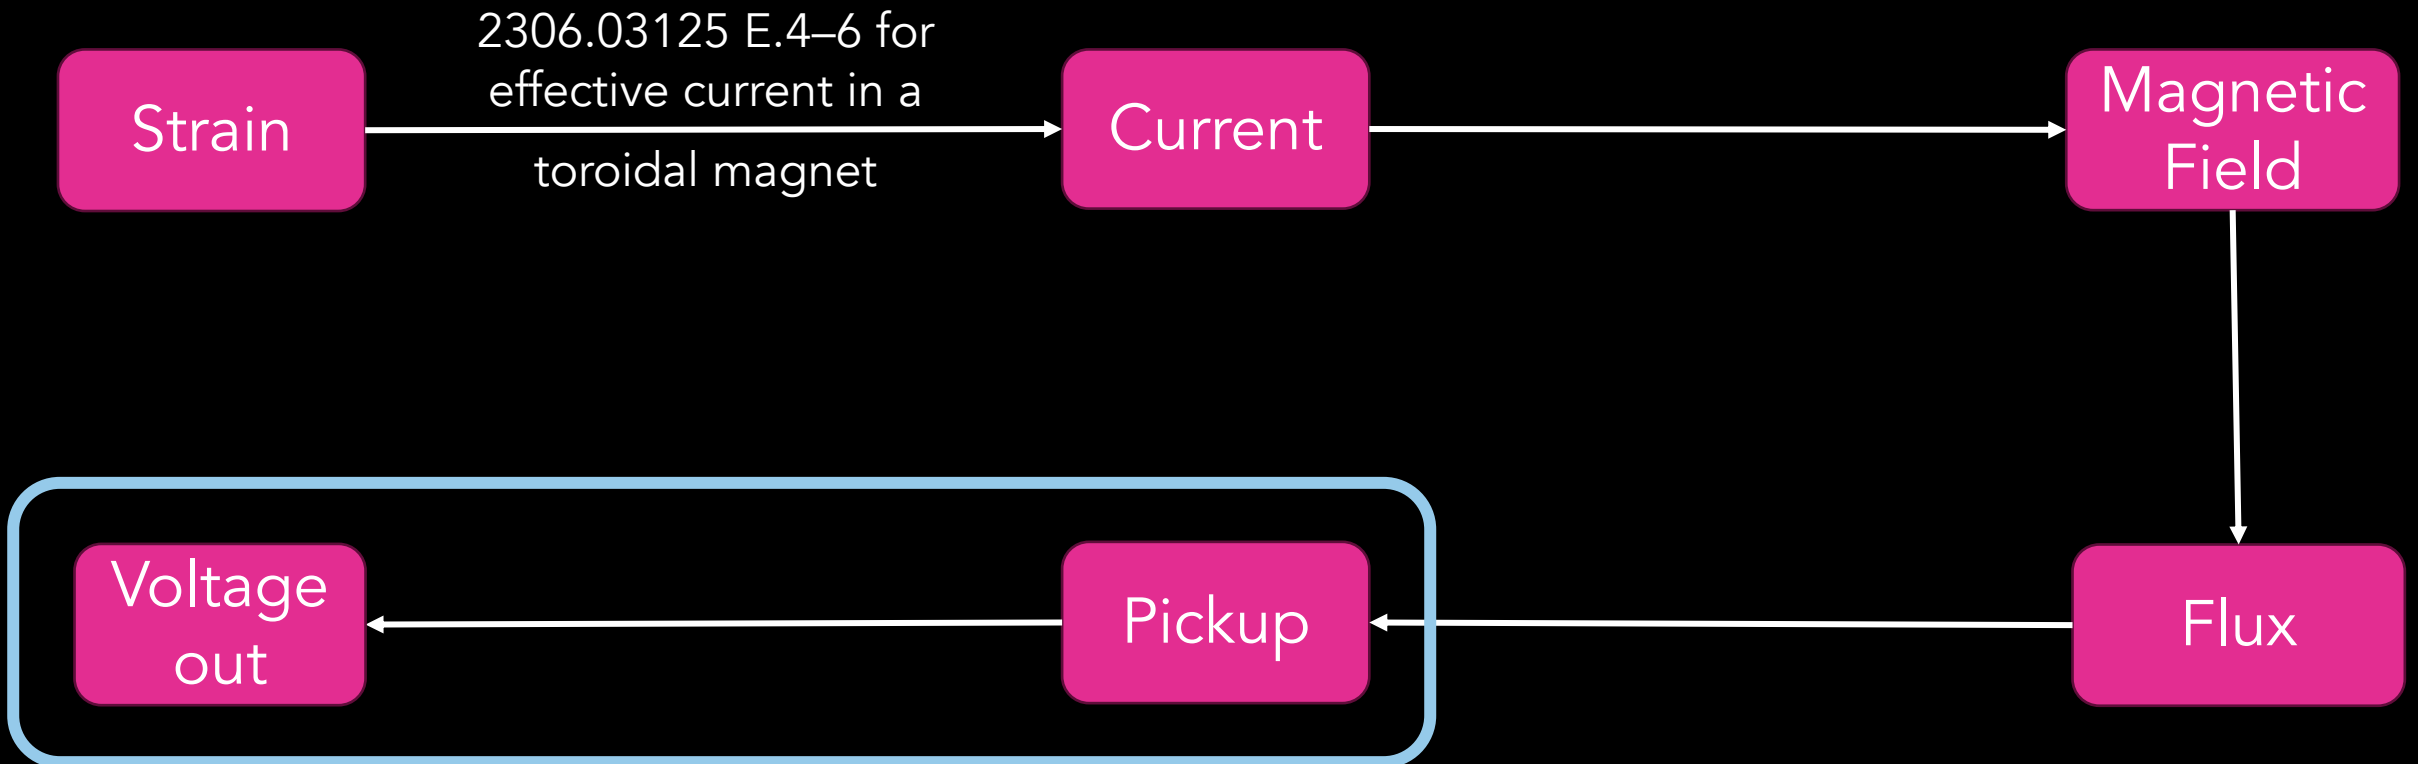 Strain
2306.03125 E.4–6 for
effective current in a
toroidal magnet
Current
Magnetic
Field
Voltage
out
Pickup
Flux